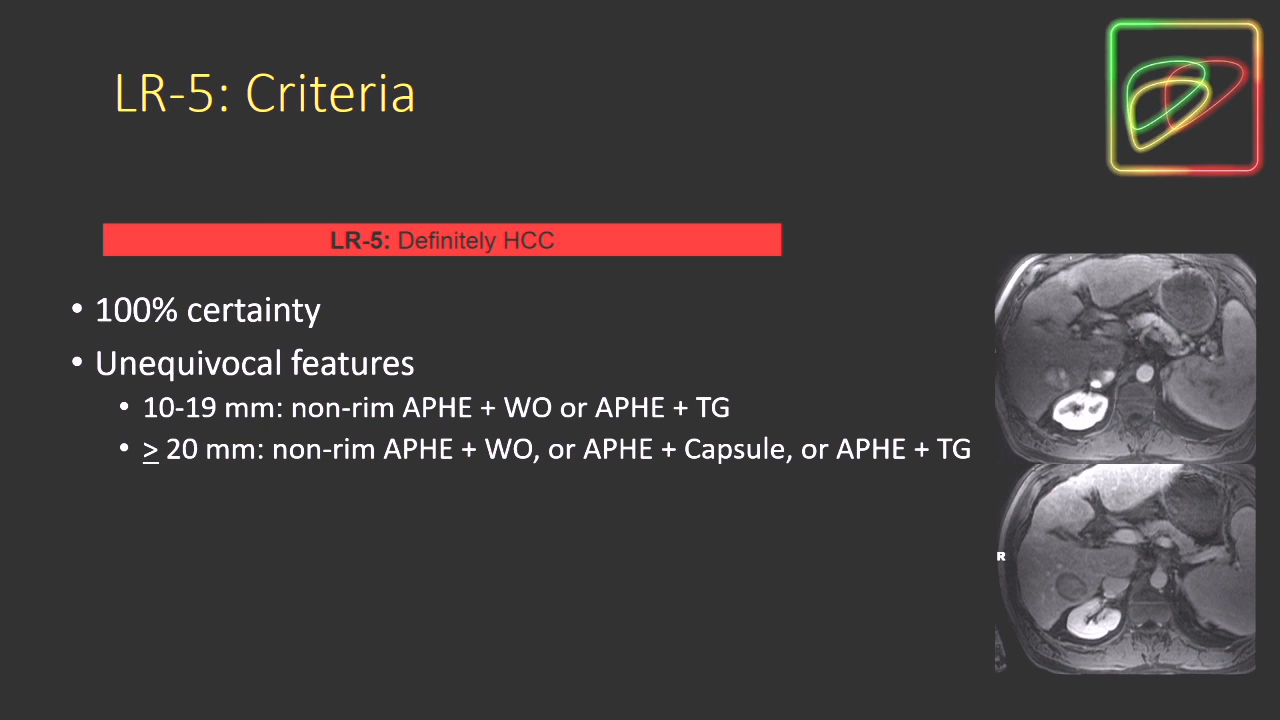 LR-5: Criteria
LR-5: Definitely HCC
• 100% certainty
• Unequivocal features
• 10-19 mm: non-rim APHE + WO or APHE + TG
• ≥ 20 mm: non-rim APHE + WO, or APHE + Capsule, or APHE + TG
R